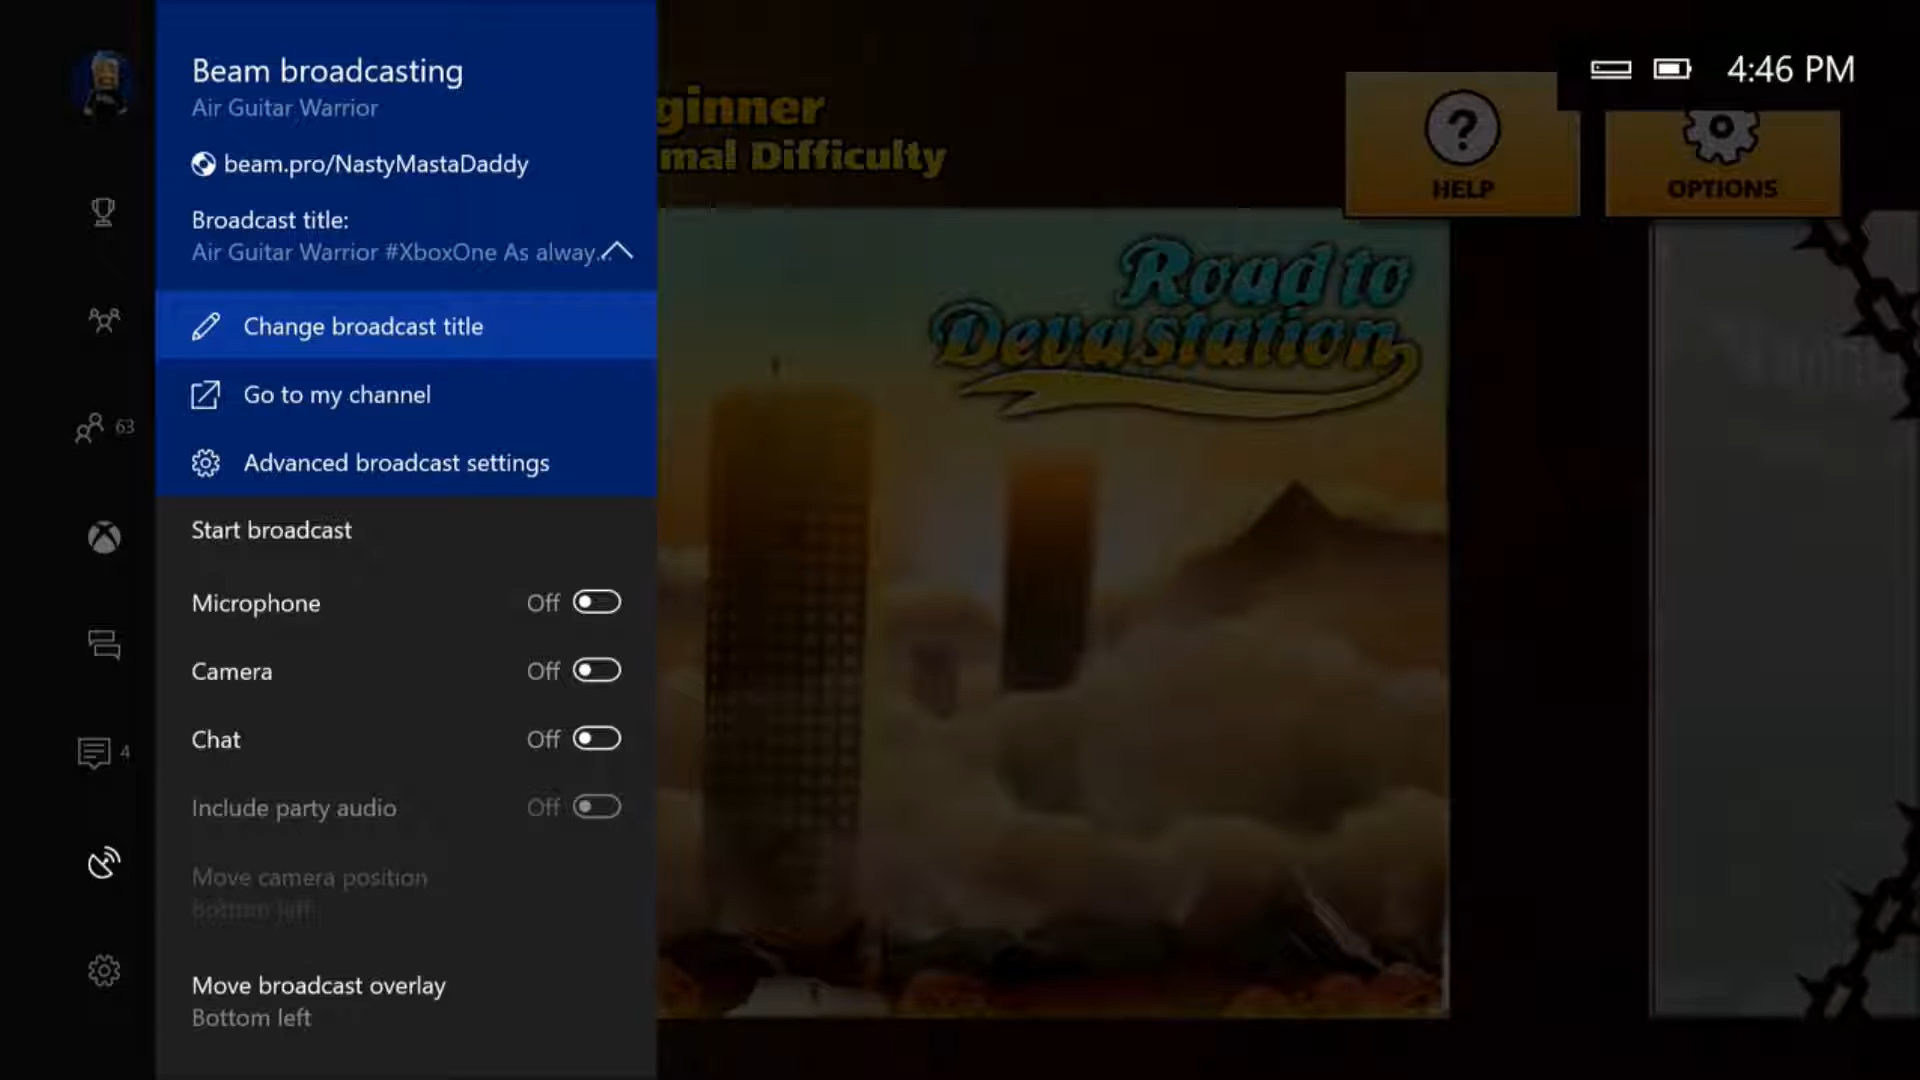 Beam broadcasting
Air Guitar Warrior
beam.pro/NastyMastaDaddy
Broadcast title:
Air Guitar Warrior #XboxOne As alway...
Change broadcast title
Go to my channel
Advanced broadcast settings
Start broadcast
Microphone Off
Camera Off
Chat Off
Include party audio Off
Move camera position
Bottom left
Move broadcast overlay
Bottom left
63
4
4:46 PM
ginner
mal Difficulty
HELP
OPTIONS
Road to
Devastation